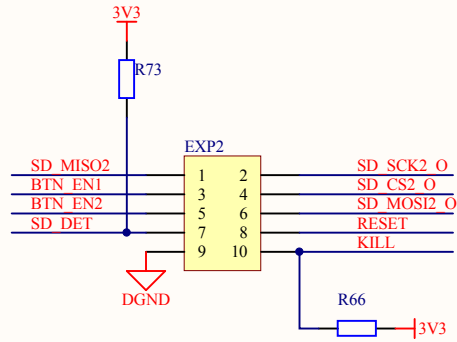 3V3
R73
EXP2
SD_MISO2 1 2 SD_SCK2_O
BTN_EN1 3 4 SD_CS2_O
BTN_EN2 5 6 SD_MOSI2_O
SD_DET 7 8 RESET
9 10 KILL
DGND
R66
3V3